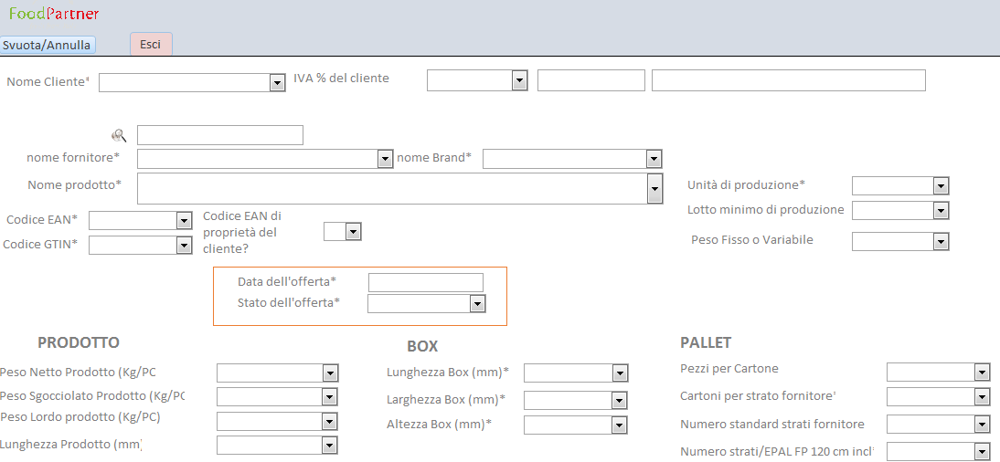 FoodPartner
Svuota/Annulla Esci
Nome Cliente* IVA % del cliente
nome fornitore* nome Brand*
Nome prodotto* Unità di produzione*
Lotto minimo di produzione
Codice EAN* Codice EAN di
proprietà del
cliente?
Codice GTIN* Peso Fisso o Variabile
Data dell'offerta*
Stato dell'offerta*
PRODOTTO BOX PALLET
Peso Netto Prodotto (Kg/PC Lunghezza Box (mm)* Pezzi per Cartone
Peso Sgocciolato Prodotto (Kg/PC Larghezza Box (mm)* Cartoni per strato fornitore*
Peso Lordo prodotto (Kg/PC) Altezza Box (mm)* Numero standard strati fornitore
Lunghezza Prodotto (mm) Numero strati/EPAL FP 120 cm incl*